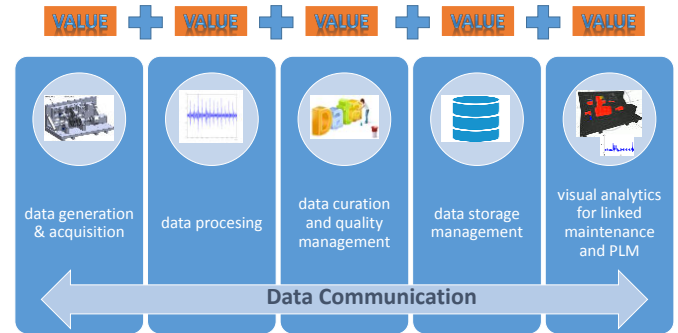 VALUE VALUE VALUE VALUE VALUE
data generation
& acquisition
data procesing
data curation
and quality
management
data storage
management
visual analytics
for linked
maintenance
and PLM
Data Communication